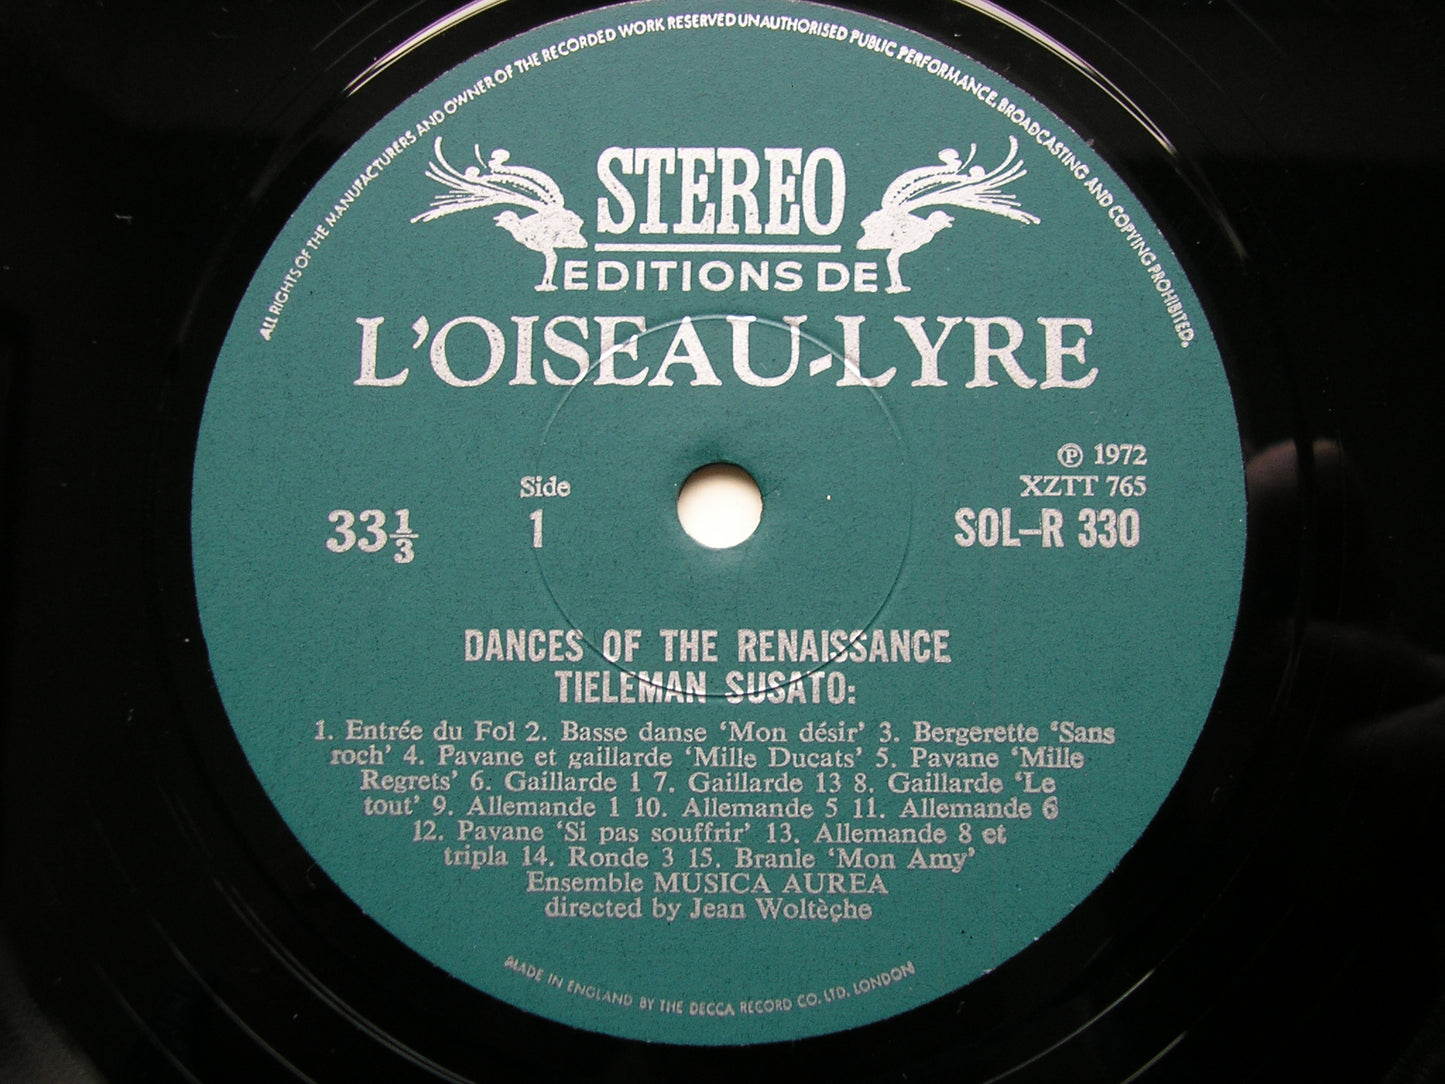 ALL RIGHTS OF THE MANUFACTURERS AND OWNER OF THE RECORDED WORK RESERVED UNAUTHORISED PUBLIC PERFORMANCE, BROADCASTING AND COPYING PROHIBITED.
STEREO
EDITIONS DE
L'OISEAU-LYRE
℗ 1972
Side
XZTT 765
33⅓
1
SOL–R 330
DANCES OF THE RENAISSANCE
TIELEMAN SUSATO:
1. Entrée du Fol 2. Basse danse ‘Mon désir’ 3. Bergerette ‘Sans
roch’ 4. Pavane et gaillarde ‘Mille Ducats’ 5. Pavane ‘Mille
Regrets’ 6. Gaillarde 1 7. Gaillarde 13 8. Gaillarde ‘Le
tout’ 9. Allemande 1 10. Allemande 5 11. Allemande 6
12. Pavane ‘Si pas souffrir’ 13. Allemande 8 et
tripla 14. Ronde 3 15. Branle ‘Mon Amy’
Ensemble MUSICA AUREA
directed by Jean Woltèche
MADE IN ENGLAND BY THE DECCA RECORD CO. LTD. LONDON